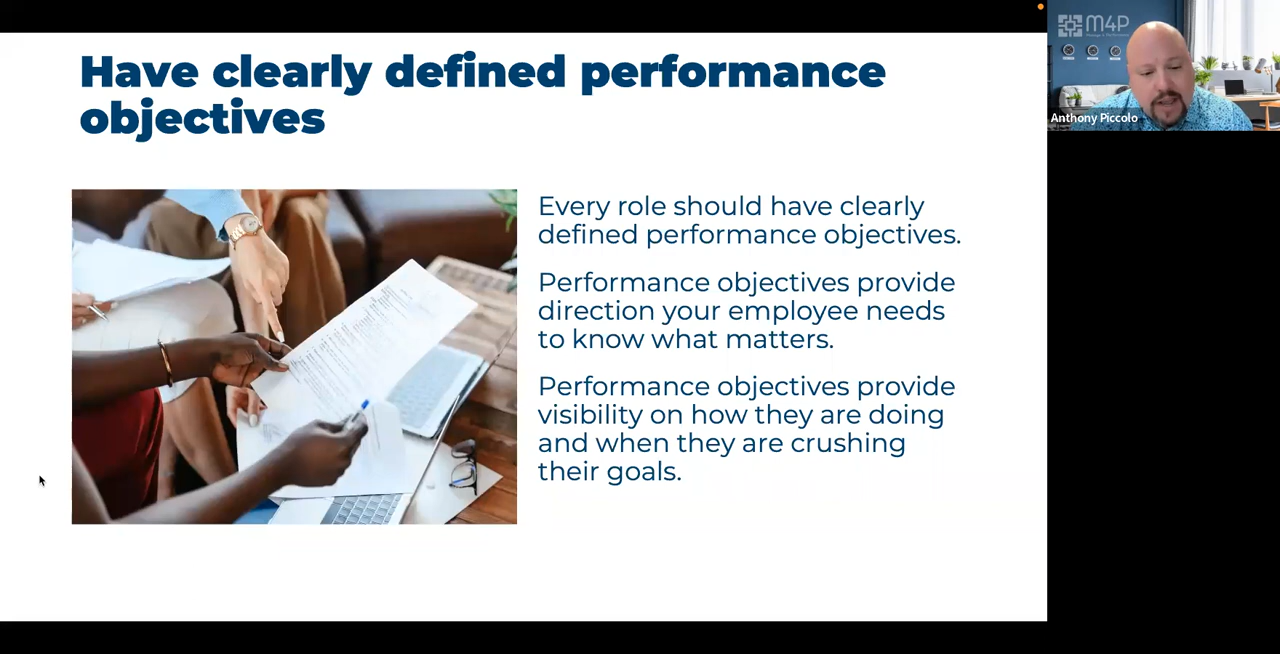 Have clearly defined performance
objectives
Every role should have clearly
defined performance objectives.
Performance objectives provide
direction your employee needs
to know what matters.
Performance objectives provide
visibility on how they are doing
and when they are crushing
their goals.
M4P
Anthony Piccolo